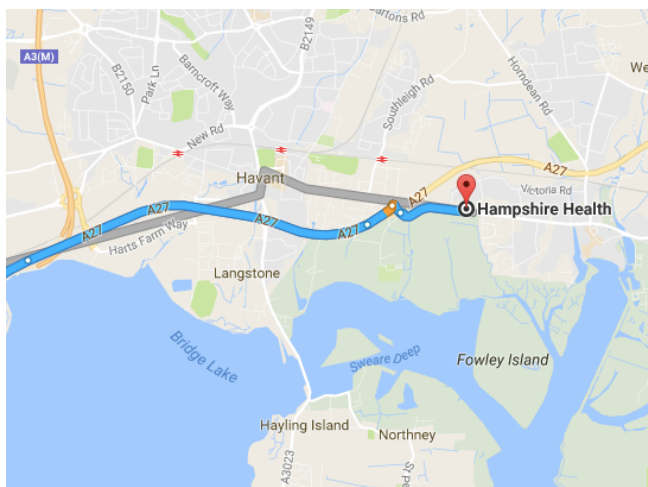 artons Rd
B2149
A3(M)
We
Horndean Rd
B2150
Park Ln
Barncroft Way
Southleigh Rd
New Rd
A27
Havant
A27
Victoria Rd
A27
Hampshire Health
A27
A27
Harts Farm Way
Langstone
Bridge Lake
Sweare Deep
Fowley Island
Hayling Island
Northney
A3023
St Pe